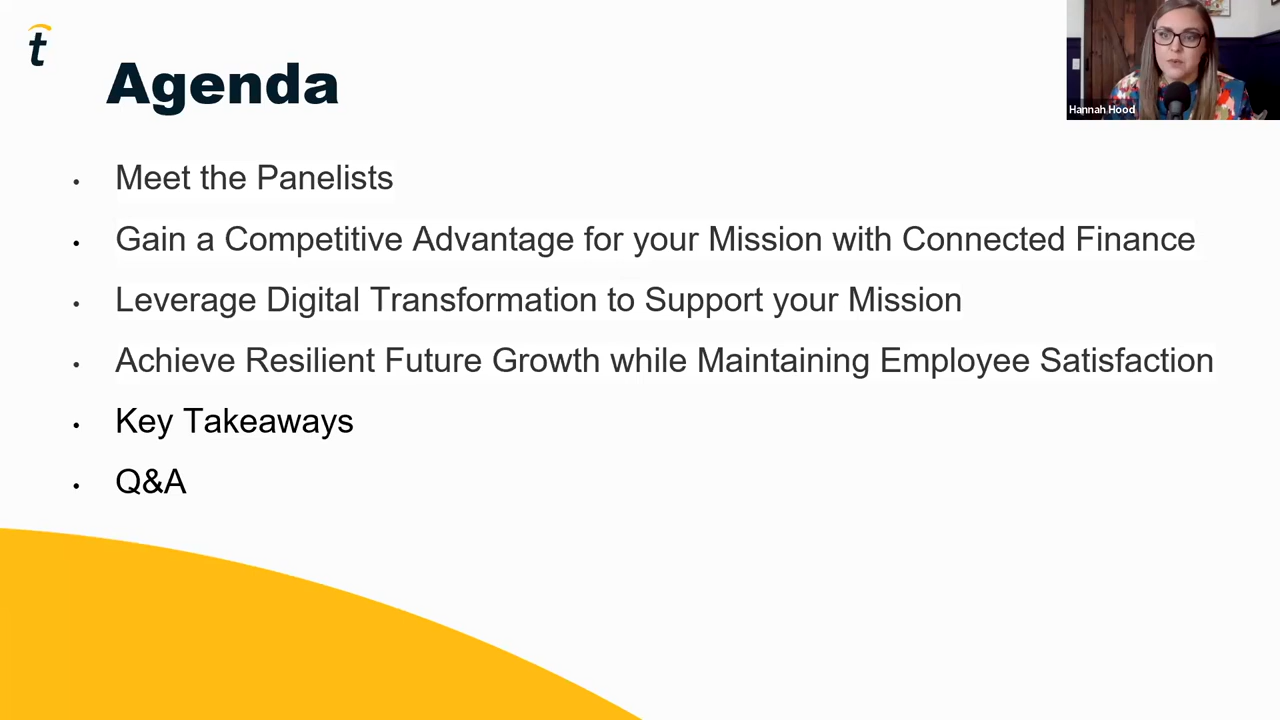 t
Agenda
Hannah Hood
• Meet the Panelists
• Gain a Competitive Advantage for your Mission with Connected Finance
• Leverage Digital Transformation to Support your Mission
• Achieve Resilient Future Growth while Maintaining Employee Satisfaction
• Key Takeaways
• Q&A